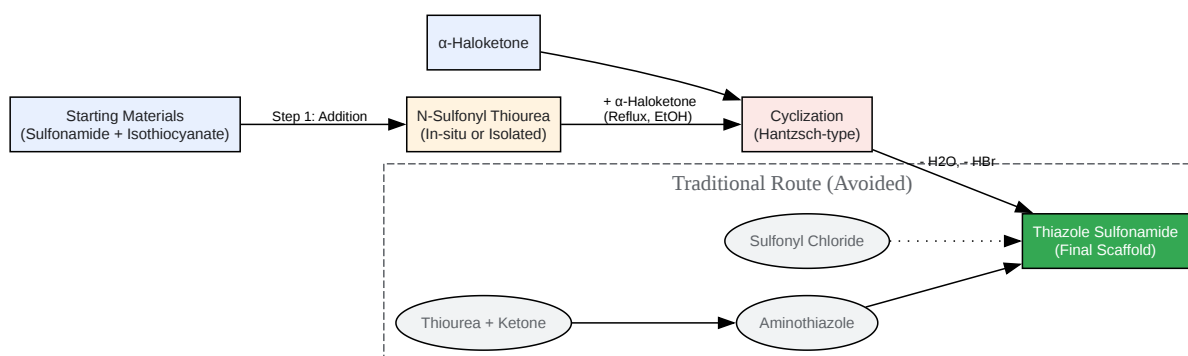 α-Haloketone
Starting Materials
(Sulfonamide + Isothiocyanate)
Step 1: Addition
N-Sulfonyl Thiourea
(In-situ or Isolated)
+ α-Haloketone
(Reflux, EtOH)
Cyclization
(Hantzsch-type)
- H2O, - HBr
Traditional Route (Avoided)
Sulfonyl Chloride
Thiazole Sulfonamide
(Final Scaffold)
Thiourea + Ketone
Aminothiazole